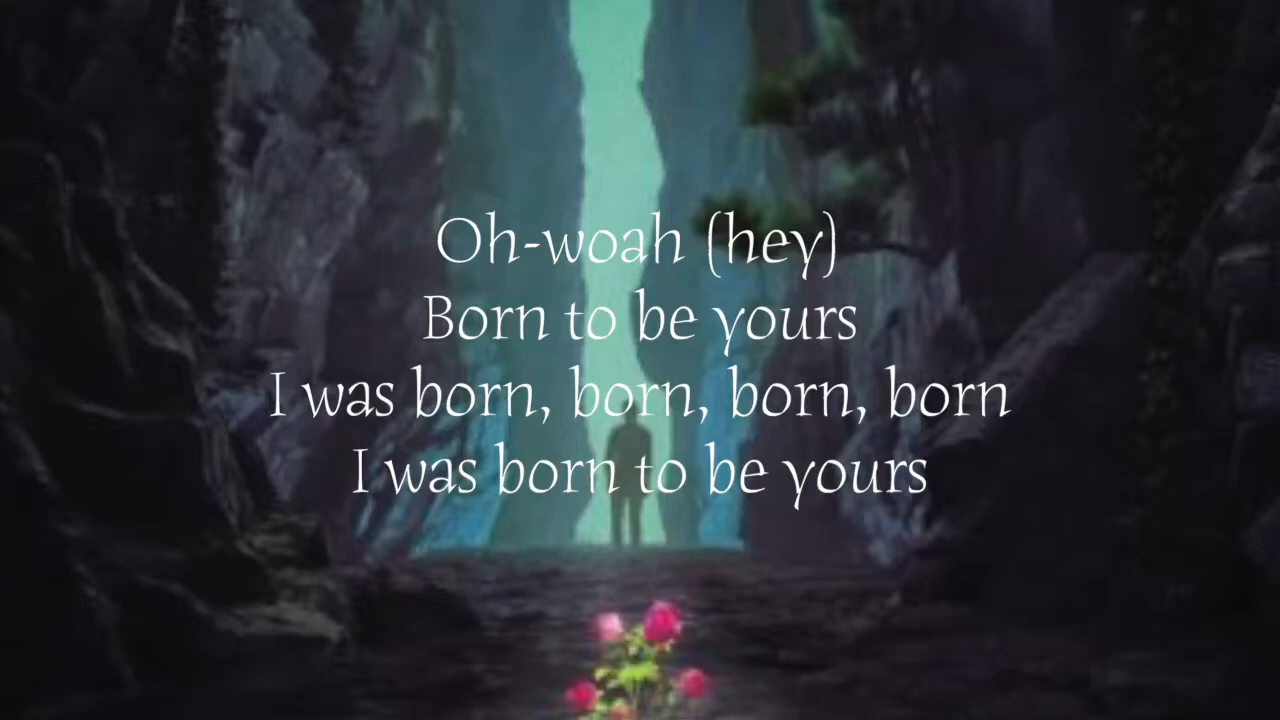 Oh-woah (hey)
Born to be yours
I was born, born, born, born
I was born to be yours